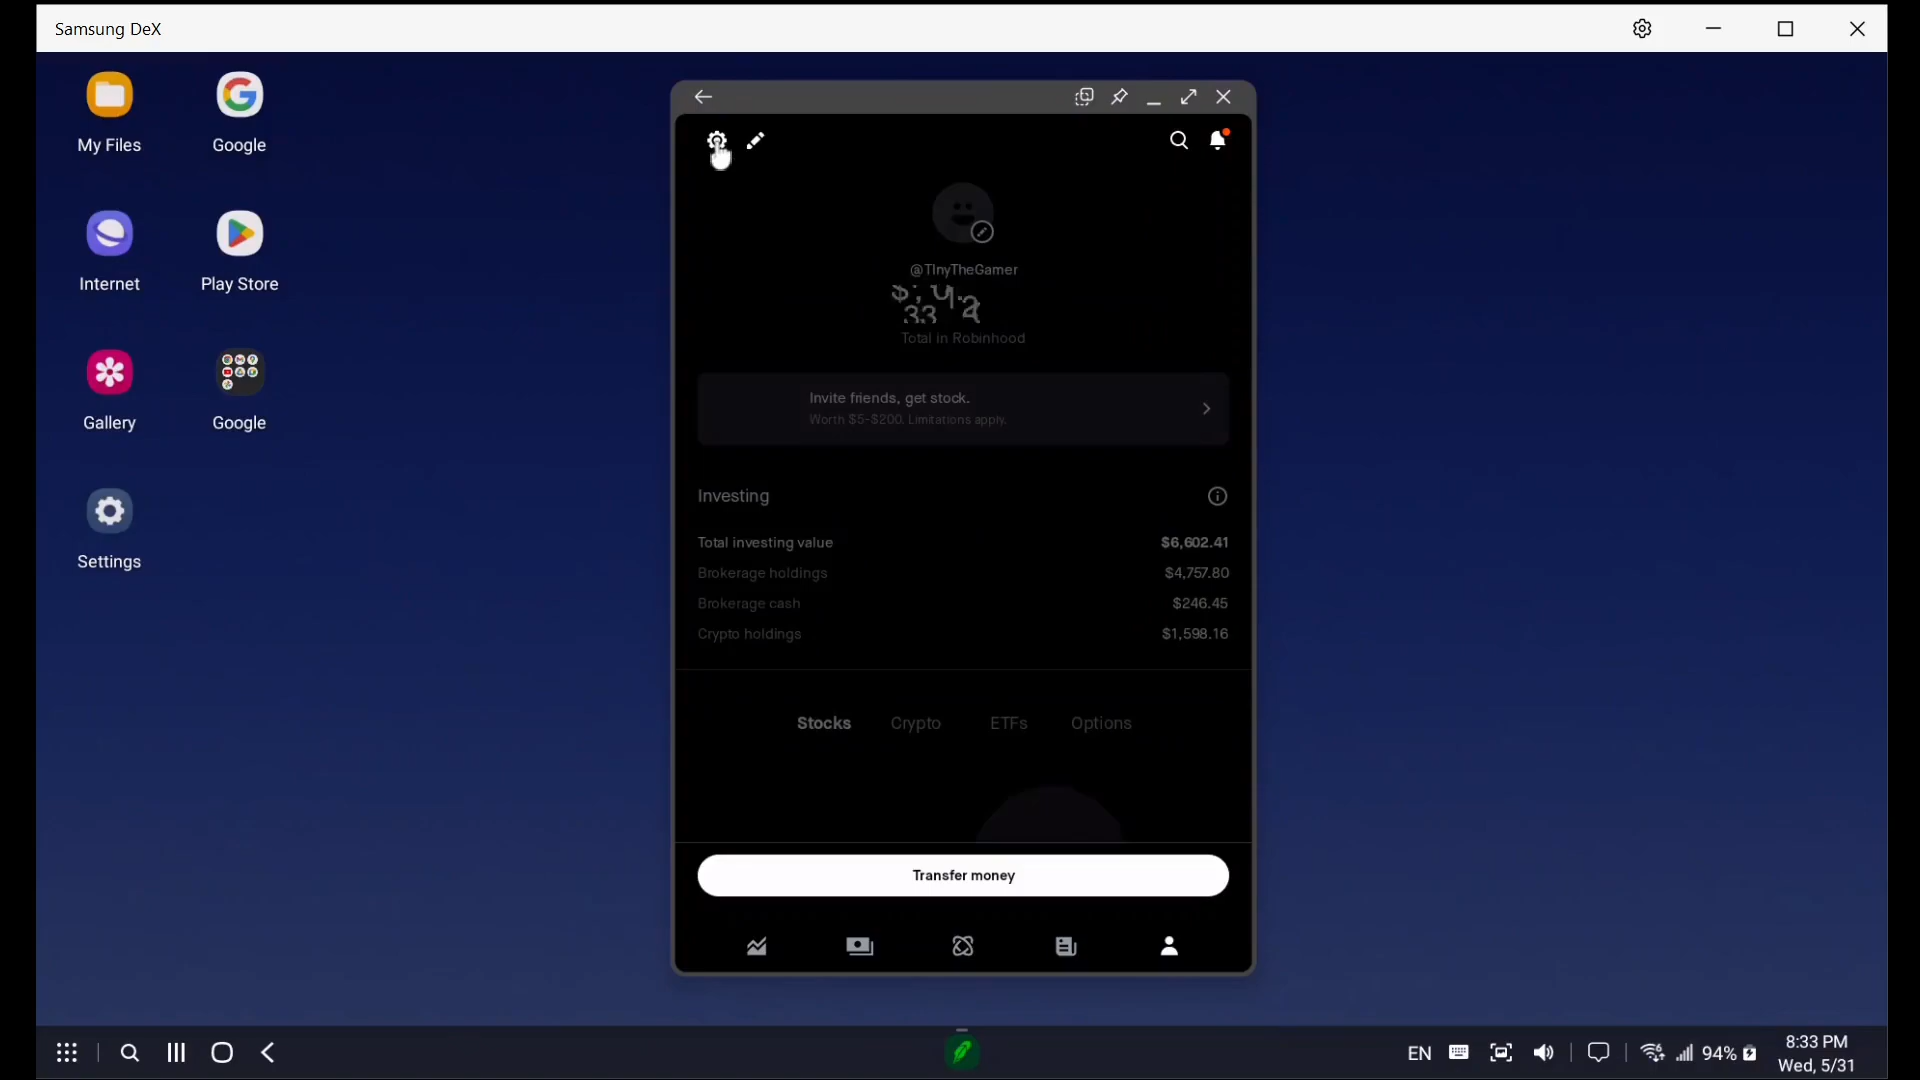 Samsung DeX
My Files
Google
Internet
Play Store
Gallery
Google
Settings
@TInyTheGamer
Total in Robinhood
Invite friends, get stock.
Worth $5-$200. Limitations apply.
Investing
Total investing value $6,602.41
Brokerage holdings $4,757.80
Brokerage cash $246.45
Crypto holdings $1,598.16
Stocks Crypto ETFs Options
Transfer money
EN 94% 8:33 PM
Wed, 5/31